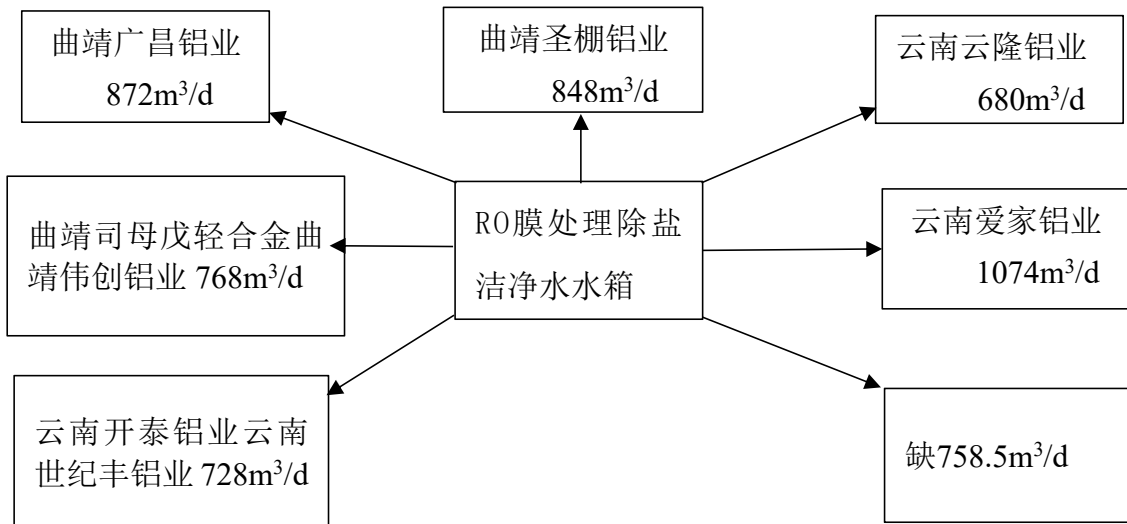 曲靖广昌铝业
872m³/d
曲靖圣棚铝业
848m³/d
云南云隆铝业
680m³/d
曲靖司母戊轻合金曲
靖伟创铝业 768m³/d
RO膜处理除盐
洁净水水箱
云南爱家铝业
1074m³/d
云南开泰铝业云南
世纪丰铝业 728m³/d
缺758.5m³/d